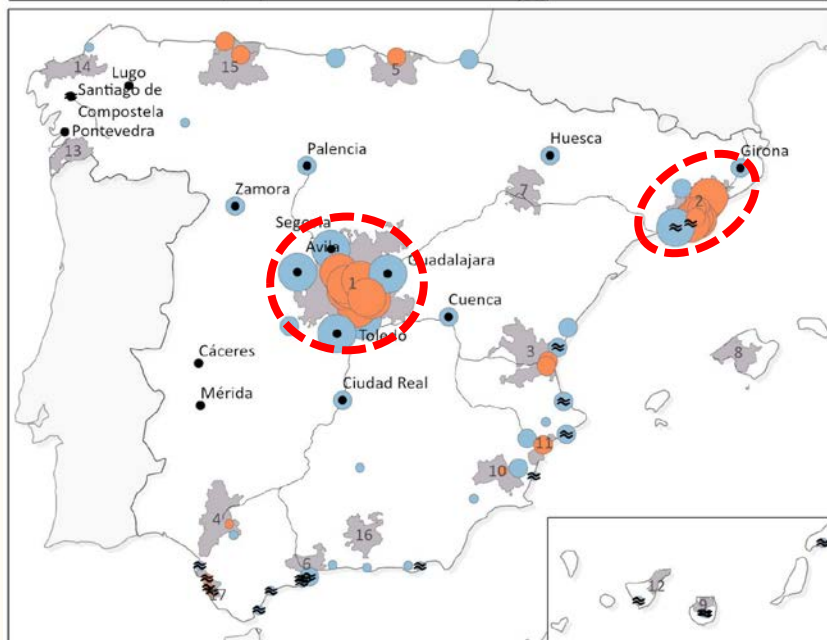 14
Lugo
Santiago de
Compostela
Pontevedra
13
15
5
Palencia
Zamora
Huesca
7
Girona
2
Segovia
Ávila
1
Guadalajara
Cuenca
Toledo
3
8
Cáceres
Mérida
Ciudad Real
11
10
4
16
6
12
9